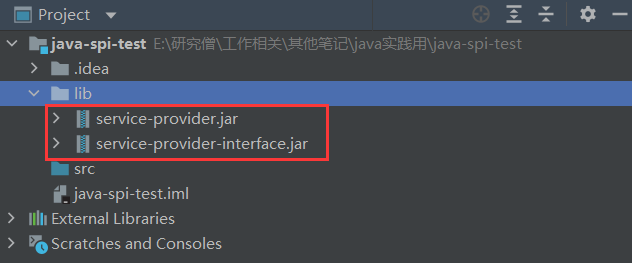 Project
java-spi-test E:\研究僧\工作相关\其他笔记\java实践用\java-spi-test
.idea
lib
service-provider.jar
service-provider-interface.jar
src
java-spi-test.iml
External Libraries
Scratches and Consoles